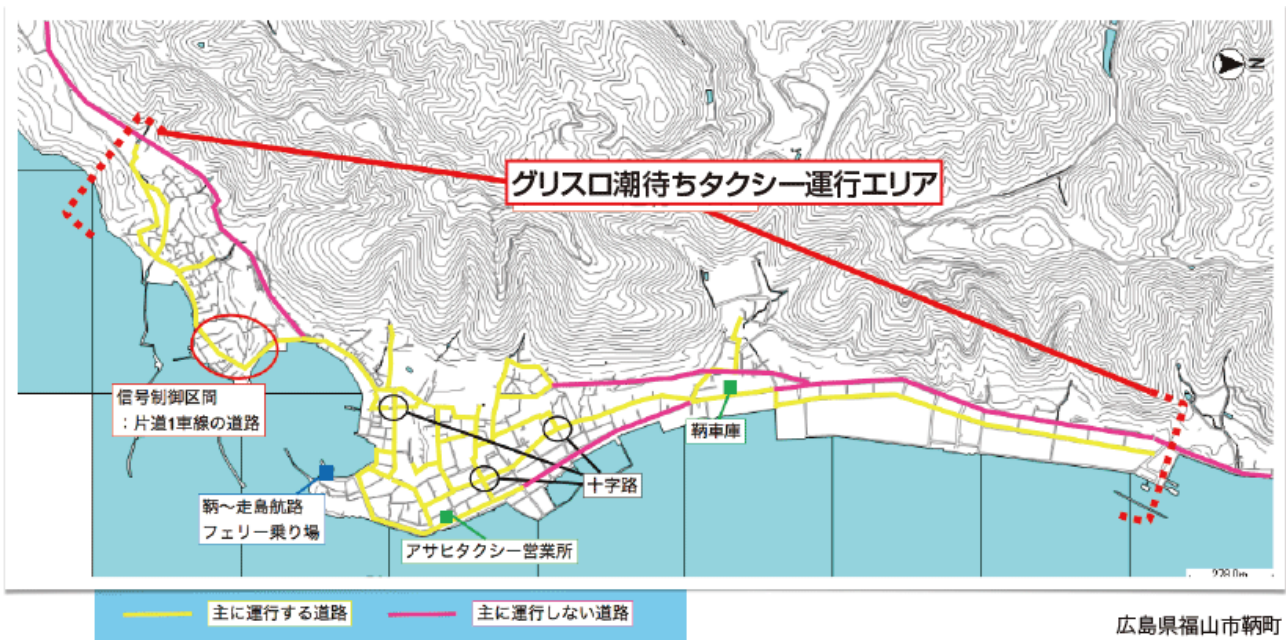 N
グリスロ潮待ちタクシー運行エリア
信号制御区間
：片道1車線の道路
鞆車庫
十字路
鞆～走島航路
フェリー乗り場
アサヒタクシー営業所
278.0m
主に運行する道路
主に運行しない道路
広島県福山市鞆町